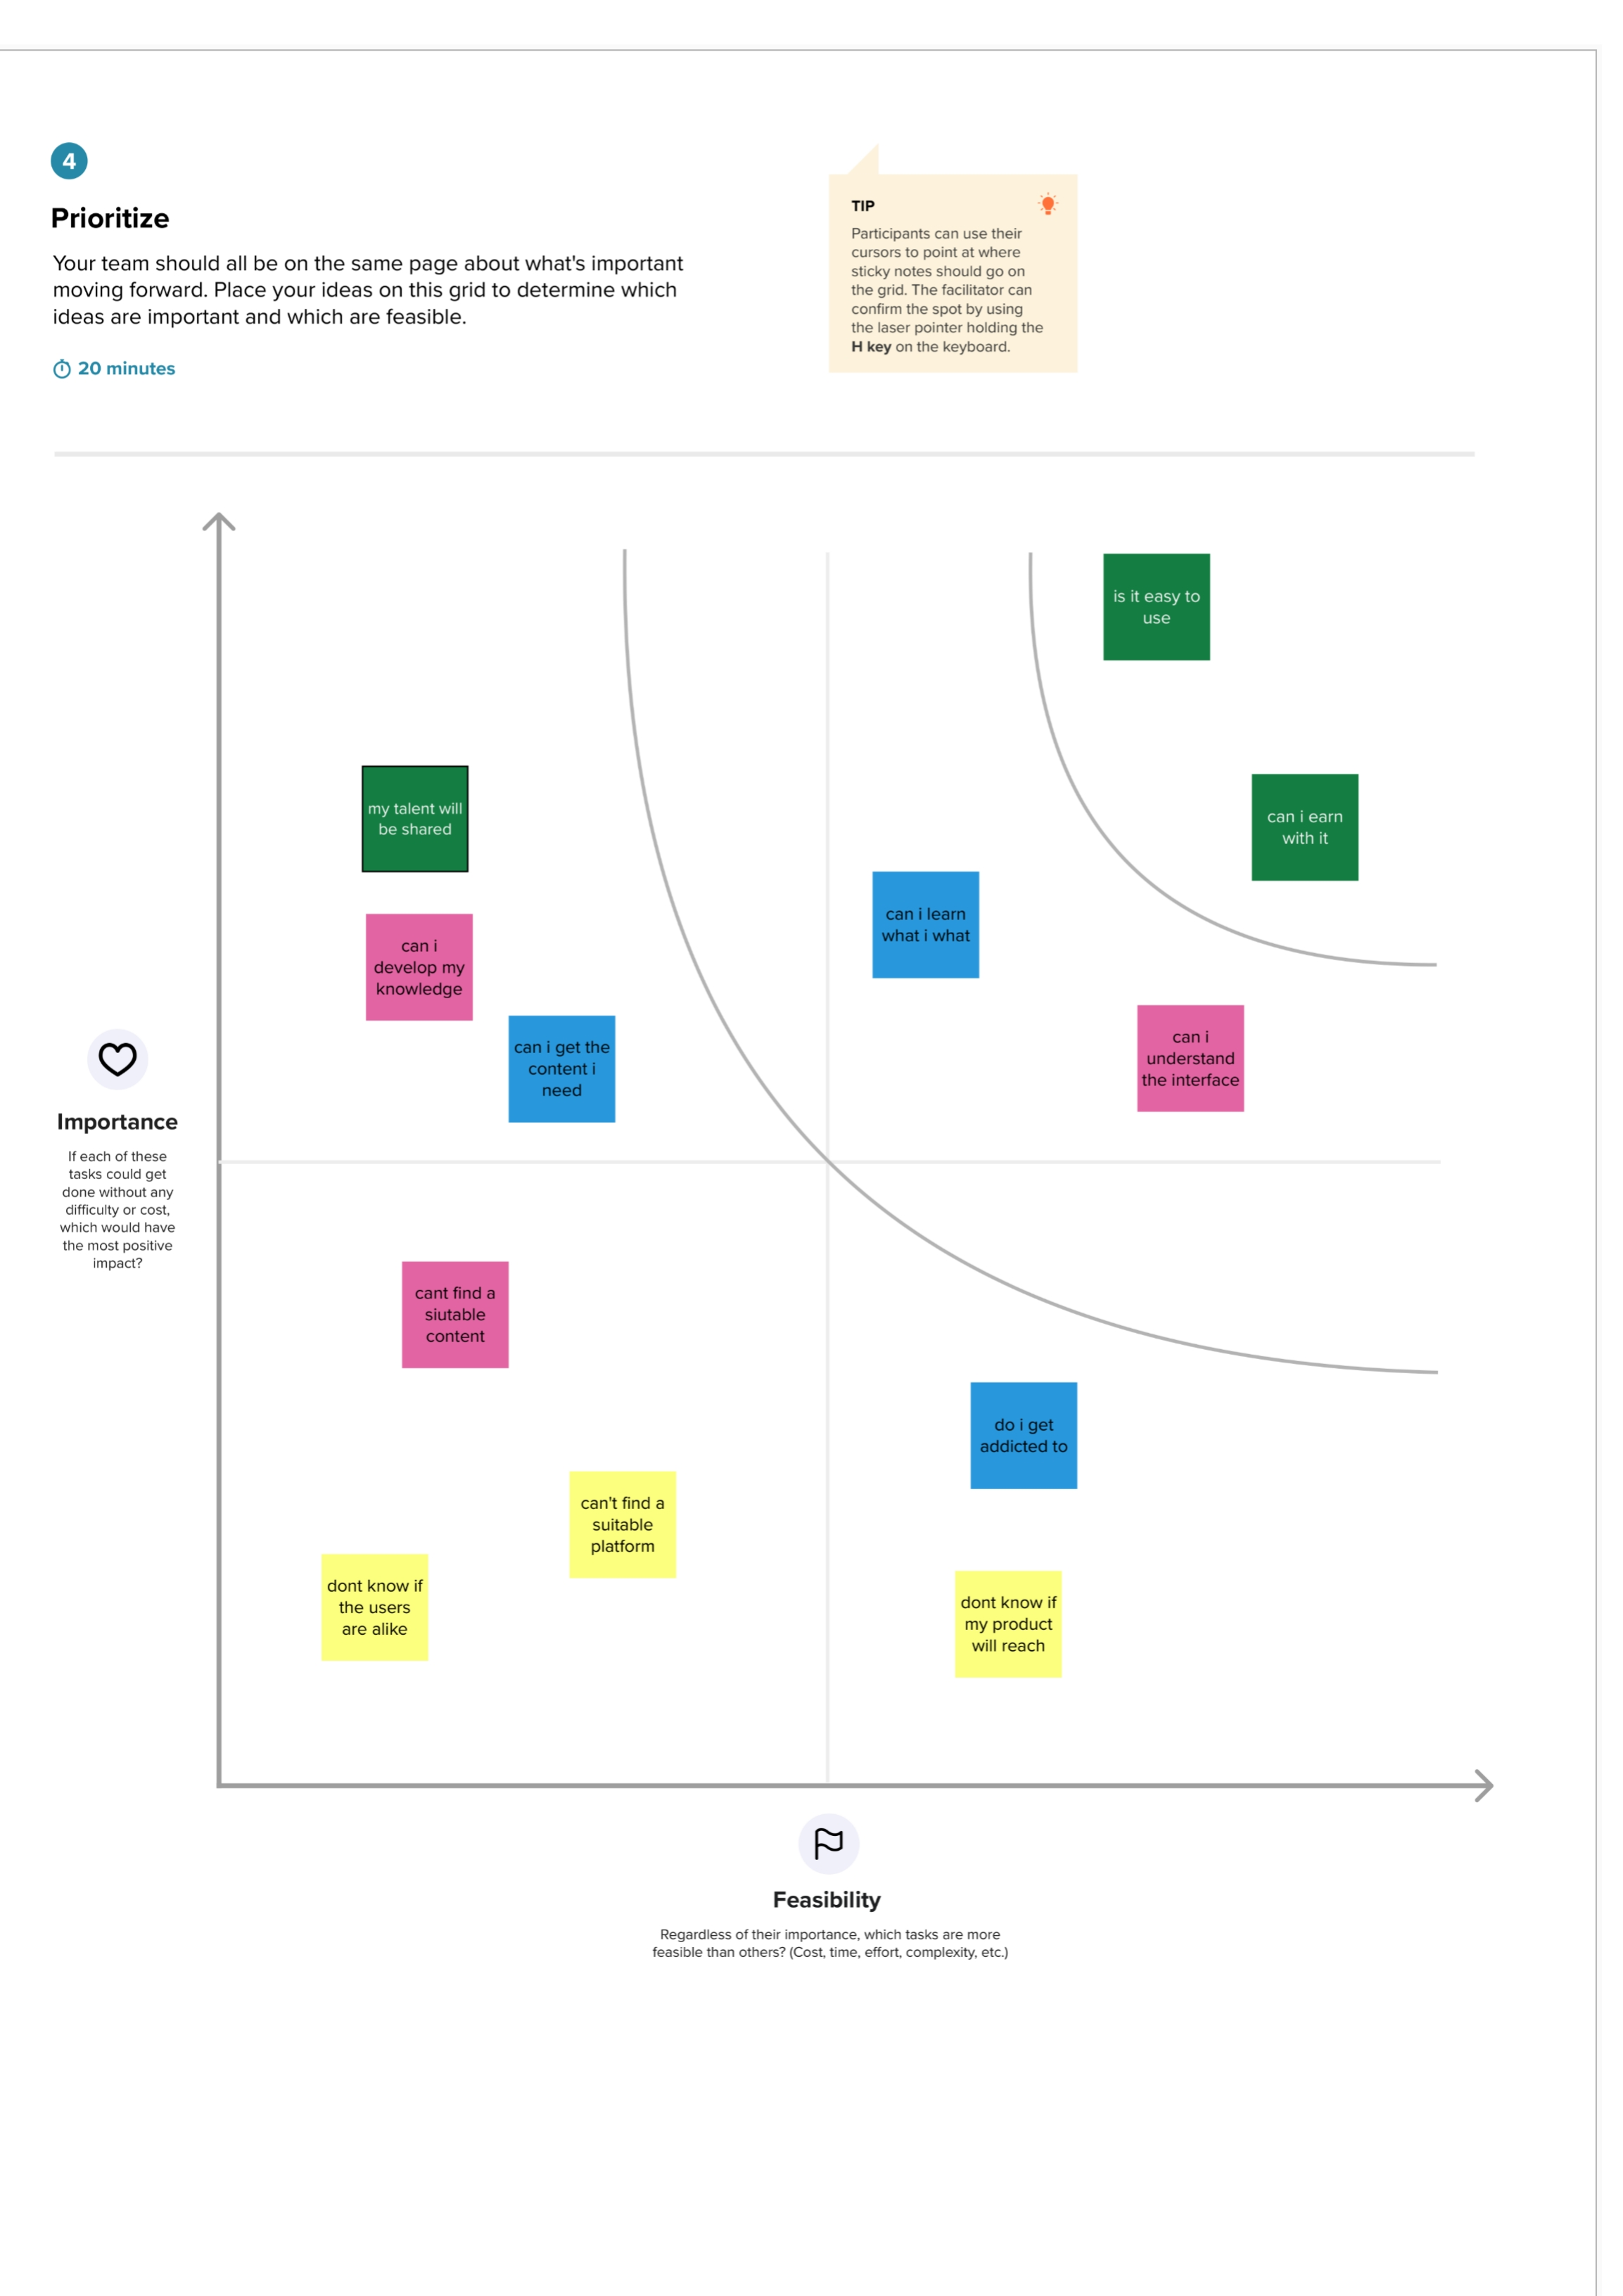 4
Prioritize
Your team should all be on the same page about what's important
moving forward. Place your ideas on this grid to determine which
ideas are important and which are feasible.
20 minutes
TIP
Participants can use their
cursors to point at where
sticky notes should go on
the grid. The facilitator can
confirm the spot by using
the laser pointer holding the
H key on the keyboard.
is it easy to
use
my talent will
be shared
can i earn
with it
can i learn
what i what
can i
develop my
knowledge
can i get the
content i
need
can i
understand
the interface
Importance
If each of these
tasks could get
done without any
difficulty or cost,
which would have
the most positive
impact?
cant find a
siutable
content
do i get
addicted to
can't find a
suitable
platform
dont know if
the users
are alike
dont know if
my product
will reach
Feasibility
Regardless of their importance, which tasks are more
feasible than others? (Cost, time, effort, complexity, etc.)